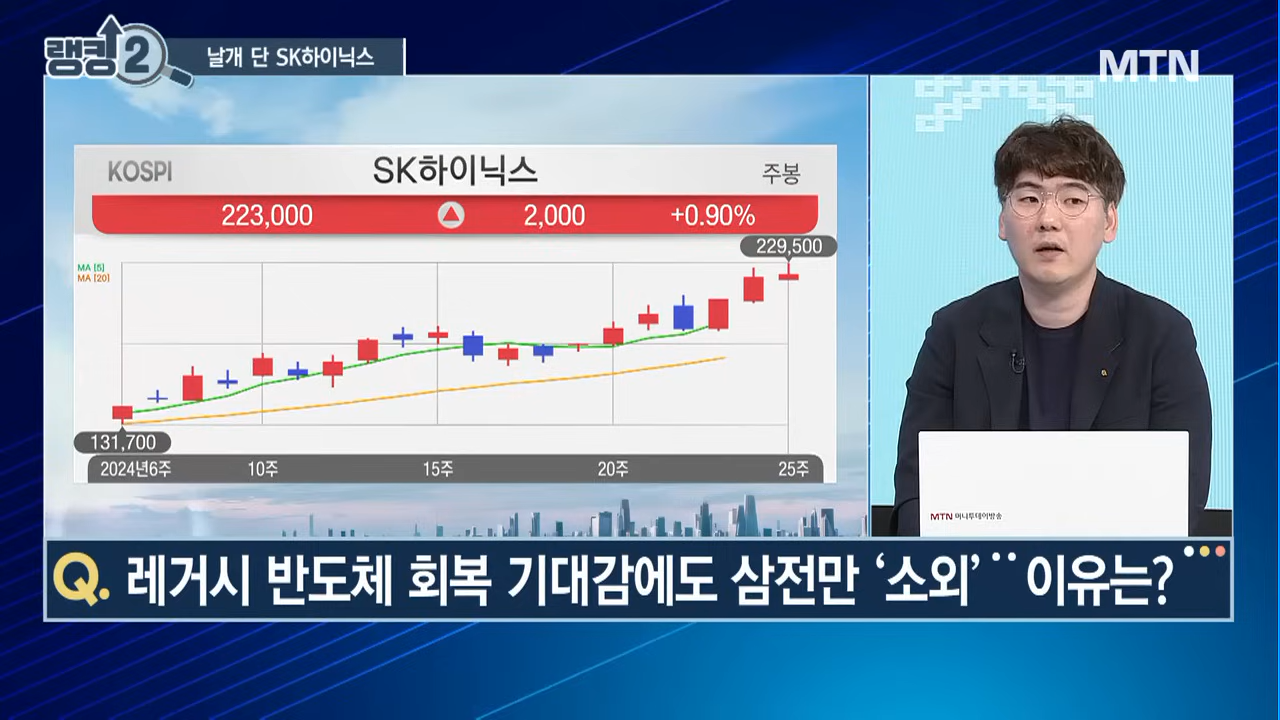 랭킹2
날개 단 SK하이닉스
MTN
KOSPI
SK하이닉스
주봉
223,000 ▲ 2,000 +0.90%
229,500
MA [5]
MA [20]
131,700
2024년6주 10주 15주 20주 25주
MTN 머니투데이방송
Q. 레거시 반도체 회복 기대감에도 삼전만 ‘소외’¨ 이유는?